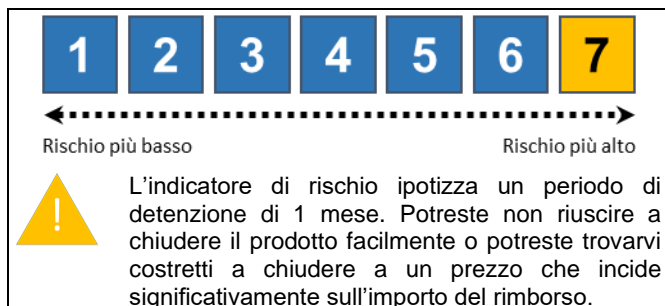 1 2 3 4 5 6 7
Rischio più basso Rischio più alto
! L'indicatore di rischio ipotizza un periodo di
detenzione di 1 mese. Potreste non riuscire a
chiudere il prodotto facilmente o potreste trovarvi
costretti a chiudere a un prezzo che incide
significativamente sull'importo del rimborso.